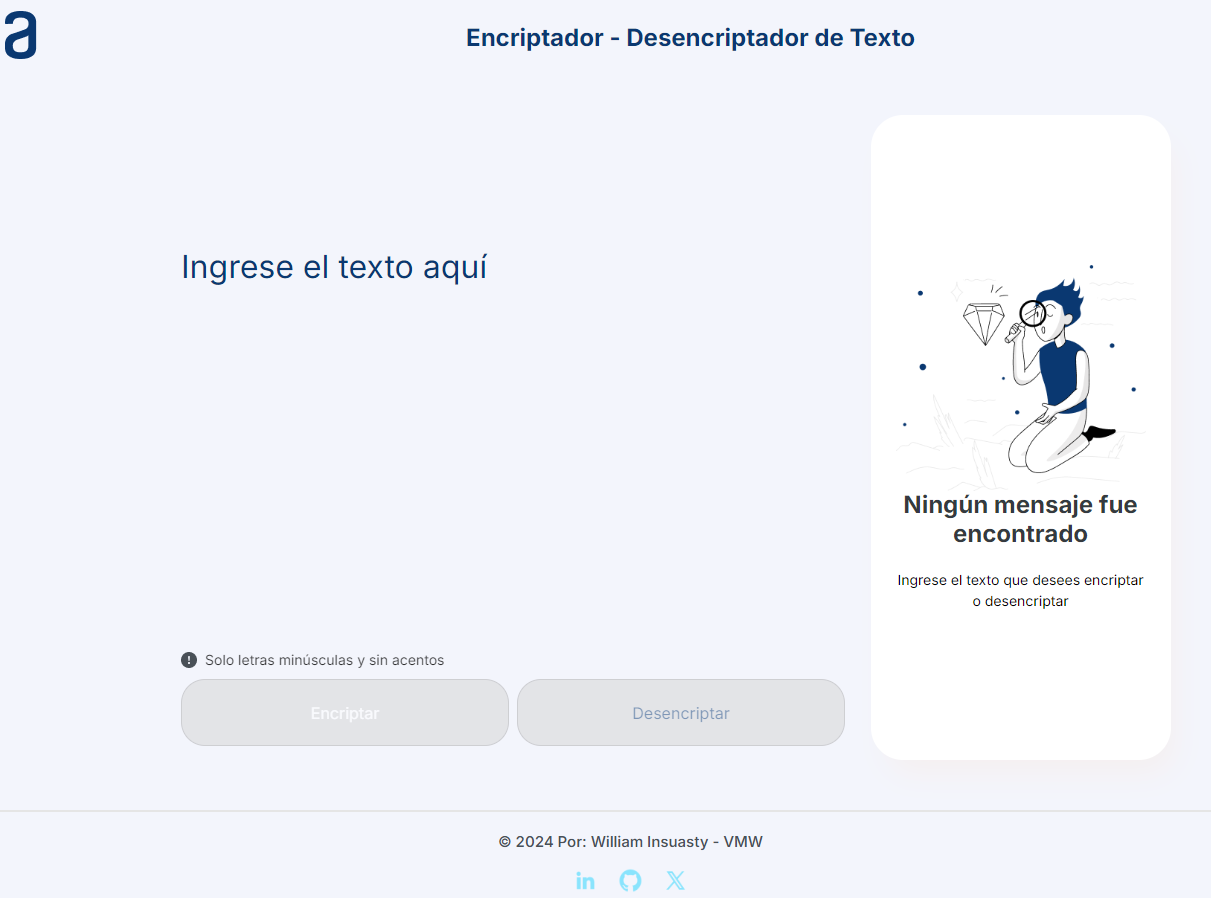 a
Encriptador - Desencriptador de Texto
Ingrese el texto aquí
Ningún mensaje fue
encontrado
Ingrese el texto que desees encriptar
o desencriptar
! Solo letras minúsculas y sin acentos
Encriptar
Desencriptar
© 2024 Por: William Insuasty - VMW
in X